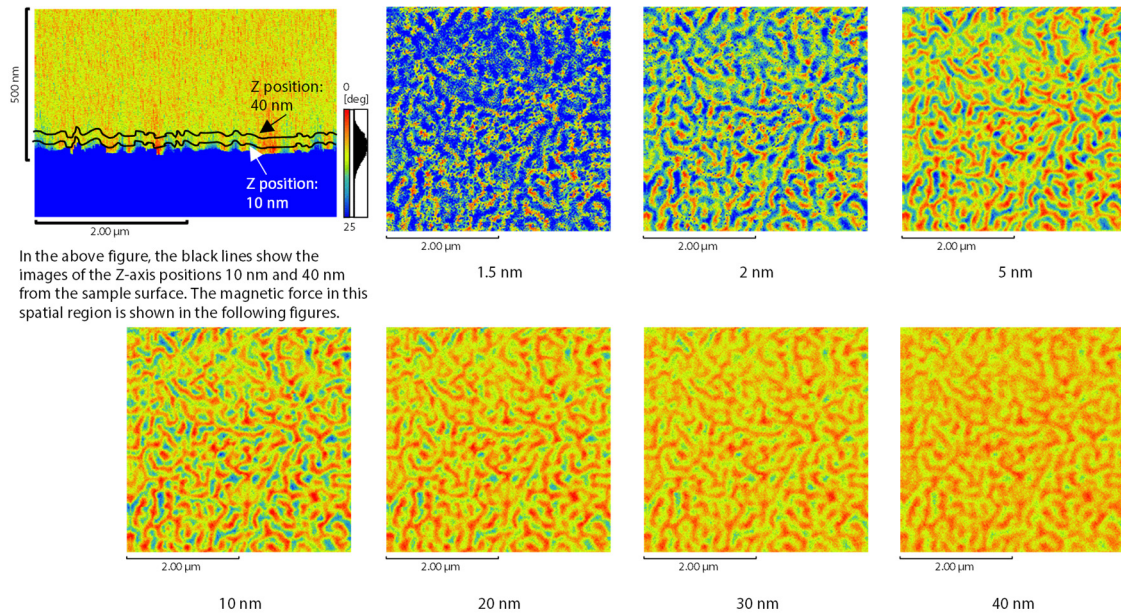 500 nm
Z position:
40 nm
0
[deg]
Z position:
10 nm
25
2.00 µm
In the above figure, the black lines show the
images of the Z-axis positions 10 nm and 40 nm
from the sample surface. The magnetic force in this
spatial region is shown in the following figures.
2.00 µm
1.5 nm
2.00 µm
2 nm
2.00 µm
5 nm
2.00 µm
10 nm
2.00 µm
20 nm
2.00 µm
30 nm
2.00 µm
40 nm